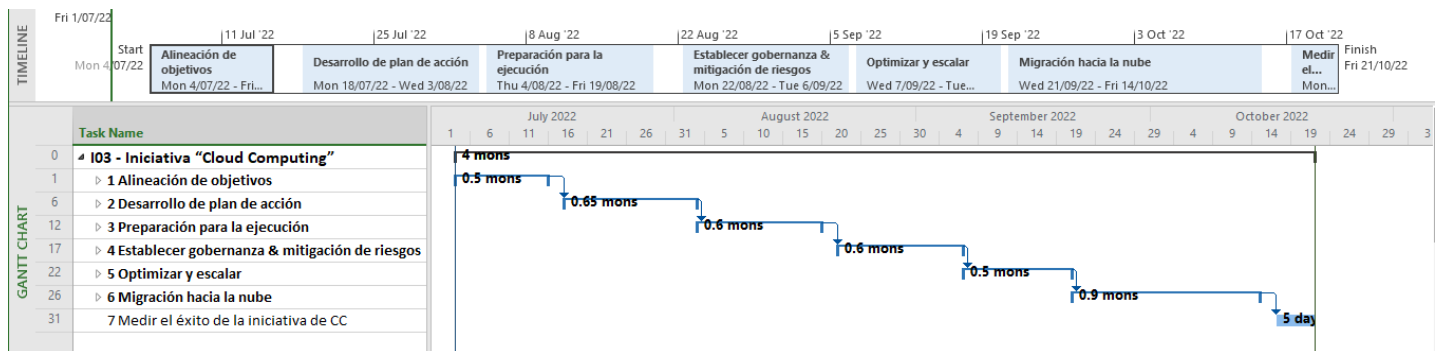 Fri 1/07/22
TIMELINE
11 Jul '22 25 Jul '22 8 Aug '22 22 Aug '22 5 Sep '22 19 Sep '22 3 Oct '22 17 Oct '22
Start
Mon 4/07/22
Alineación de
objetivos
Mon 4/07/22 - Fri...
Desarrollo de plan de acción
Mon 18/07/22 - Wed 3/08/22
Preparación para la
ejecución
Thu 4/08/22 - Fri 19/08/22
Establecer gobernanza &
mitigación de riesgos
Mon 22/08/22 - Tue 6/09/22
Optimizar y escalar
Wed 7/09/22 - Tue...
Migración hacia la nube
Wed 21/09/22 - Fri 14/10/22
Medir
el...
Mon...
Finish
Fri 21/10/22
GANTT CHART
Task Name
July 2022 August 2022 September 2022 October 2022
1 6 11 16 21 26 31 5 10 15 20 25 30 4 9 14 19 24 29 4 9 14 19 24 29 3
0 I03 - Iniciativa “Cloud Computing” 4 mons
1 1 Alineación de objetivos 0.5 mons
6 2 Desarrollo de plan de acción 0.65 mons
12 3 Preparación para la ejecución 0.6 mons
17 4 Establecer gobernanza & mitigación de riesgos 0.6 mons
22 5 Optimizar y escalar 0.5 mons
26 6 Migración hacia la nube 0.9 mons
31 7 Medir el éxito de la iniciativa de CC 5 day